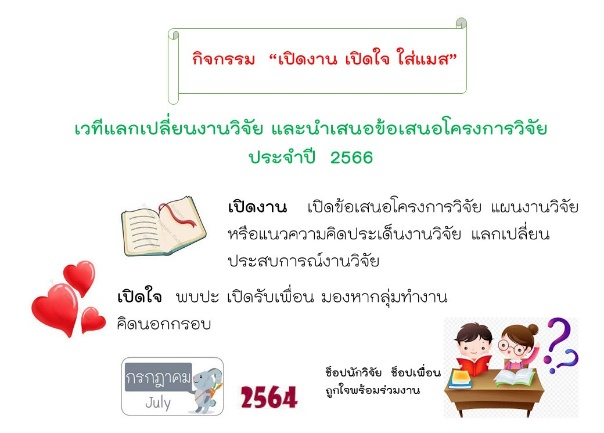 กิจกรรม “เปิดงาน เปิดใจ ใส่แมส”
เวทีแลกเปลี่ยนงานวิจัย และนำเสนอข้อเสนอโครงการวิจัย
ประจำปี 2566
เปิดงาน เปิดข้อเสนอโครงการวิจัย แผนงานวิจัย
หรือแนวความคิดประเด็นงานวิจัย แลกเปลี่ยน
ประสบการณ์งานวิจัย
เปิดใจ พบปะ เปิดรับเพื่อน มองหากลุ่มทำงาน
คิดนอกกรอบ
กรกฎาคม
July
2564
ช็อปนักวิจัย ช็อปเพื่อน
ถูกใจพร้อมร่วมงาน